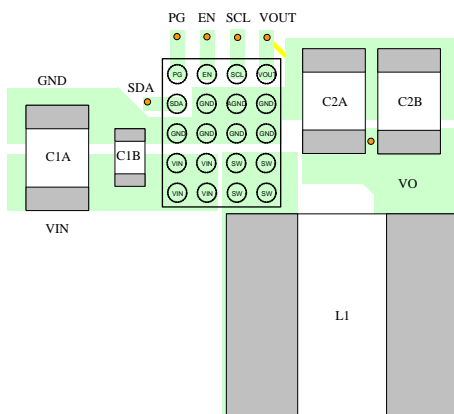 PG EN SCL VOUT
GND
SDA
PG EN SCL VOUT
SDA GND AGND GND
GND GND GND GND
VIN VIN SW SW
VIN VIN SW SW
C2A C2B
C1A C1B
VO
VIN
L1